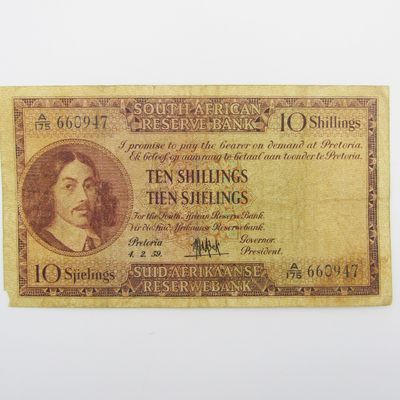 SOUTH AFRICAN
RESERVE BANK
A/175 660947
10 Shillings
I promise to pay the bearer on demand at Pretoria.
Ek beloof op aanvraag te betaal aan toonder te Pretoria.
TEN SHILLINGS
TIEN SJIELINGS
For the South African Reserve Bank.
Vir die Suid-Afrikaanse Reserwebank.
Pretoria
Governor.
4. 2. 59.
President.
10 Sjielings
A/175 660947
SUID-AFRIKAANSE
RESERWEBANK